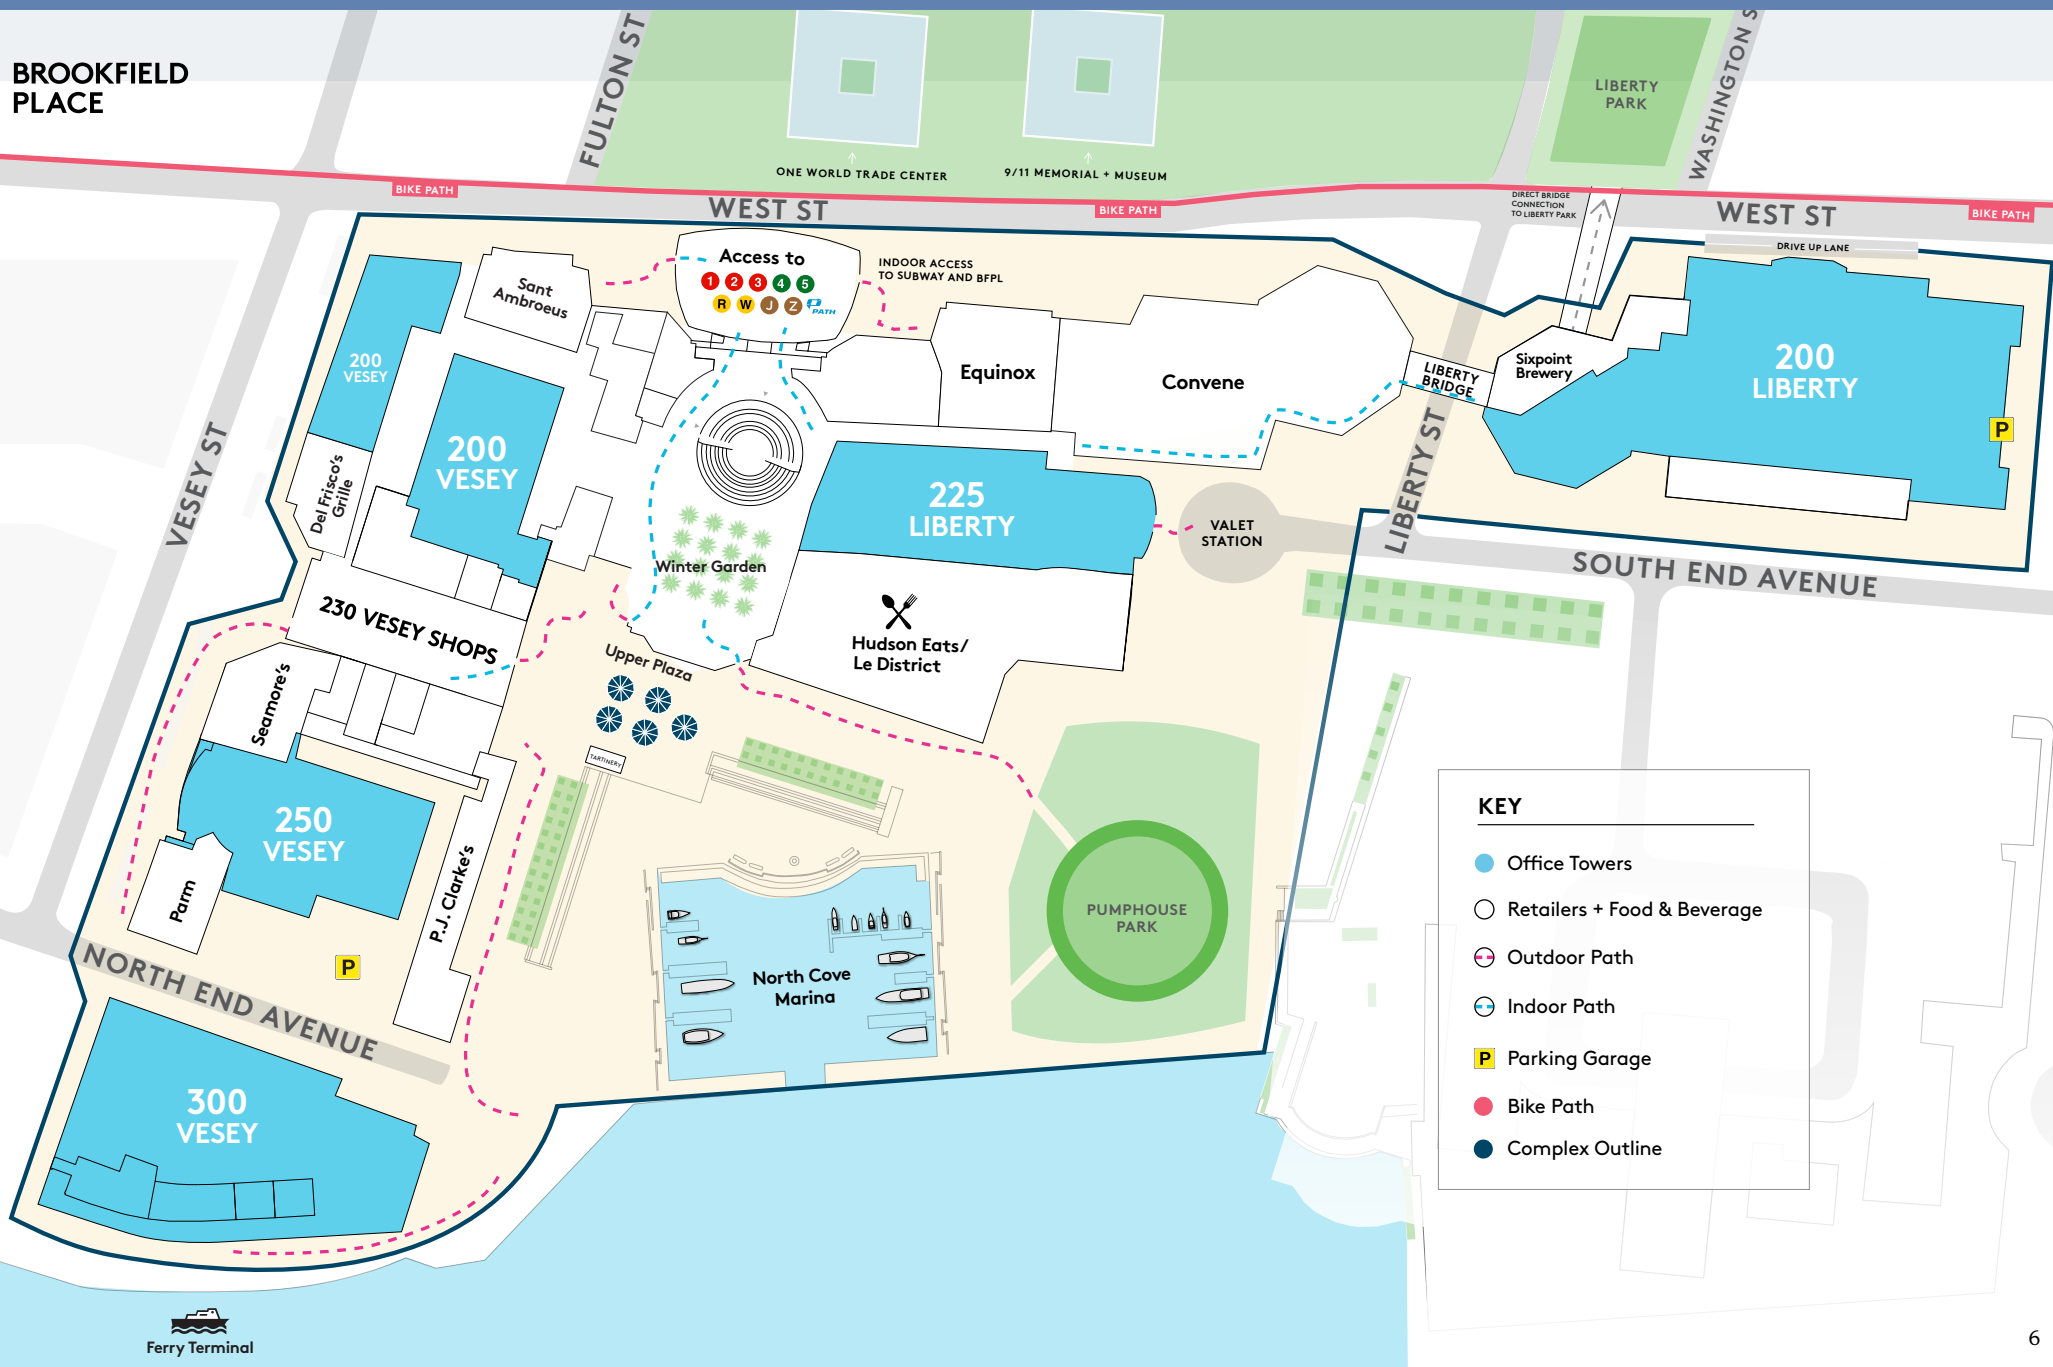 BROOKFIELD
PLACE
FULTON ST
ONE WORLD TRADE CENTER
9/11 MEMORIAL + MUSEUM
LIBERTY
PARK
WASHINGTON S
BIKE PATH
WEST ST
BIKE PATH
DIRECT BRIDGE
CONNECTION
TO LIBERTY PARK
WEST ST
BIKE PATH
DRIVE UP LANE
Access to
1 2 3 4 5
R W J Z PATH
INDOOR ACCESS
TO SUBWAY AND BFPL
Sant
Ambroeus
200
VESEY
Equinox
Convene
LIBERTY
BRIDGE
Sixpoint
Brewery
200
LIBERTY
P
VESEY ST
Del Frisco's
Grille
200
VESEY
225
LIBERTY
VALET
STATION
LIBERTY ST
SOUTH END AVENUE
Winter Garden
230 VESEY SHOPS
Hudson Eats/
Le District
Upper Plaza
Seamore's
TARTINERY
250
VESEY
Parm
P.J. Clarke's
P
NORTH END AVENUE
North Cove
Marina
PUMPHOUSE
PARK
300
VESEY
Ferry Terminal
KEY
Office Towers
Retailers + Food & Beverage
Outdoor Path
Indoor Path
P Parking Garage
Bike Path
Complex Outline
6